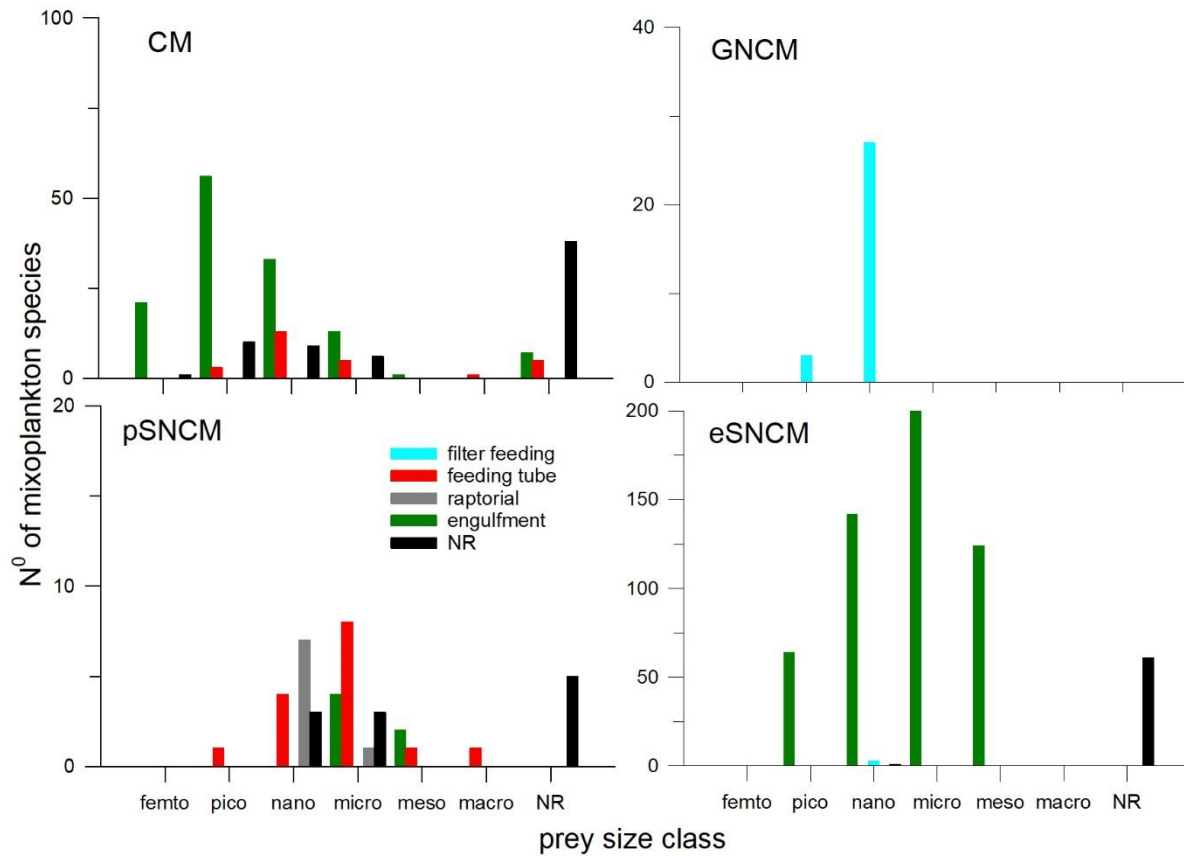 100
CM
50
0
40
GNCM
20
0
20
pSNCM
10
0
filter feeding
feeding tube
raptorial
engulfment
NR
200
eSNCM
150
100
50
0
femto pico nano micro meso macro NR
femto pico nano micro meso macro NR
N⁰ of mixoplankton species
prey size class